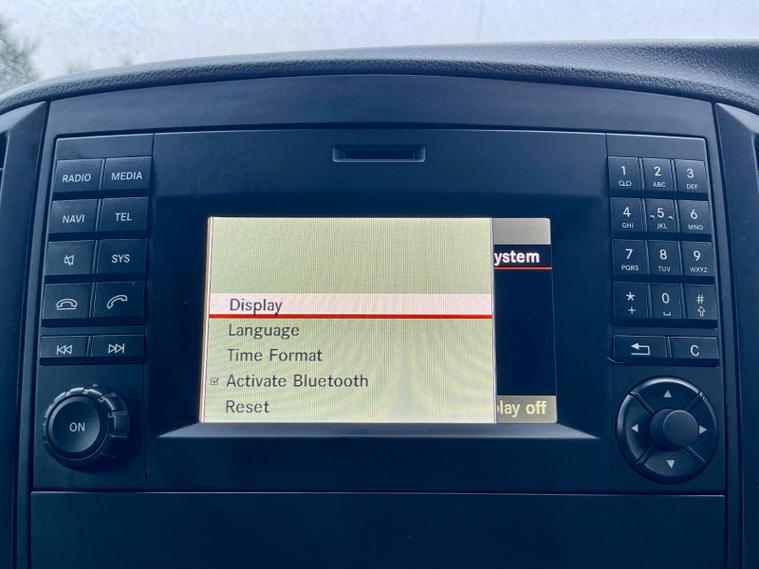 RADIO MEDIA
NAVI TEL
SYS
ON
ystem
Display
Language
Time Format
Activate Bluetooth
Reset
lay off
1 2 ABC 3 DEF
4 GHI 5 JKL 6 MNO
7 PQRS 8 TUV 9 WXYZ
* + 0 #
C